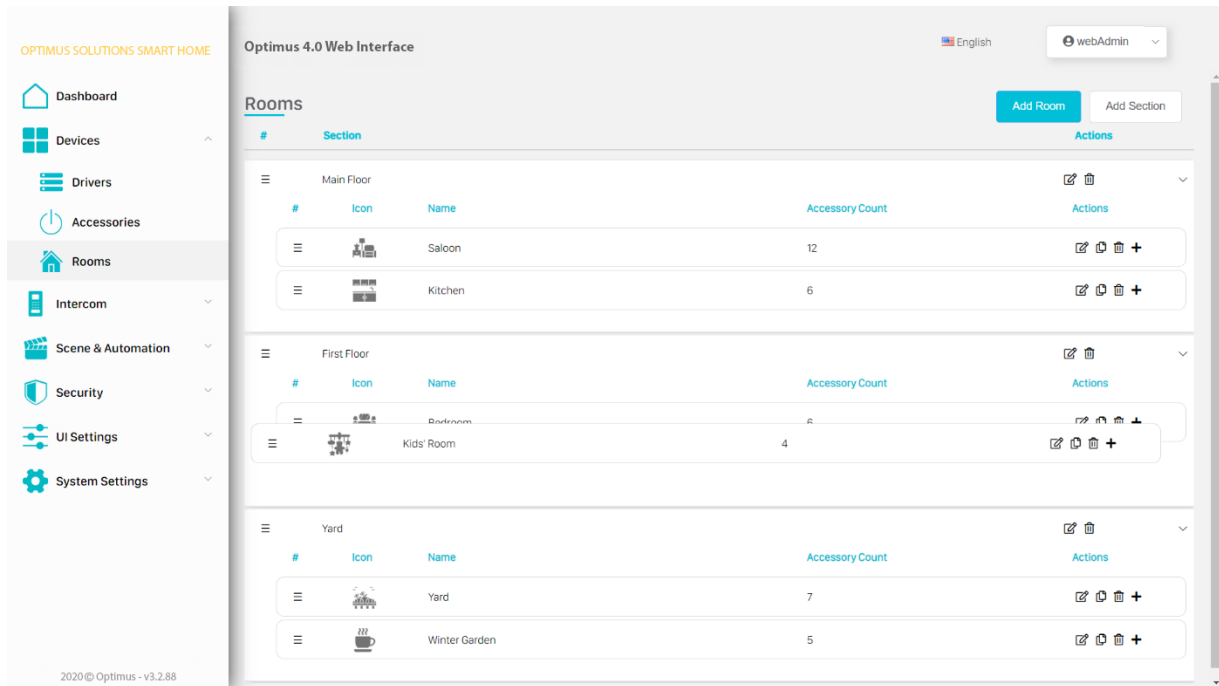 OPTIMUS SOLUTIONS SMART HOME
Optimus 4.0 Web Interface
English
webAdmin
Dashboard
Devices
Drivers
Accessories
Rooms
Intercom
Scene & Automation
Security
UI Settings
System Settings
2020 © Optimus - v3.2.88
Rooms
Add Room
Add Section
# Section Actions
Main Floor
# Icon Name Accessory Count Actions
Saloon 12
Kitchen 6
First Floor
# Icon Name Accessory Count Actions
Bedroom 6
Kids' Room 4
Yard
# Icon Name Accessory Count Actions
Yard 7
Winter Garden 5